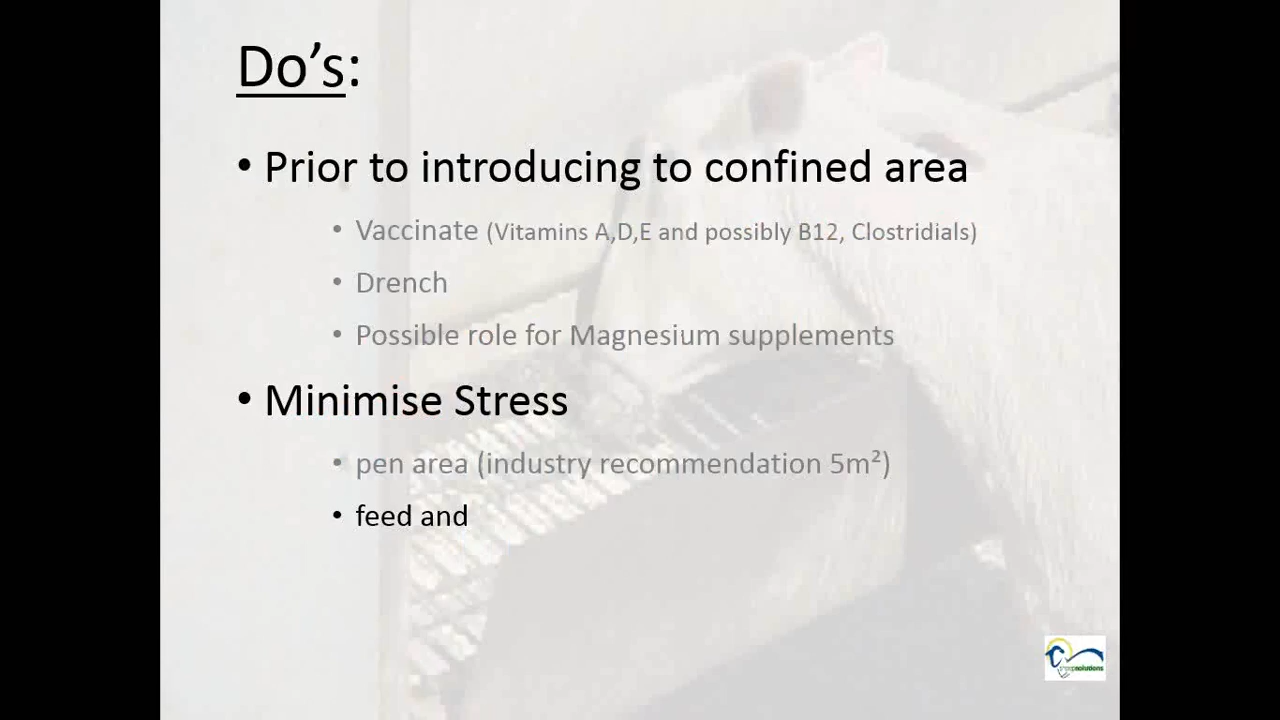 Do's:
• Prior to introducing to confined area
• Vaccinate (Vitamins A,D,E and possibly B12, Clostridials)
• Drench
• Possible role for Magnesium supplements
• Minimise Stress
• pen area (industry recommendation 5m²)
• feed and